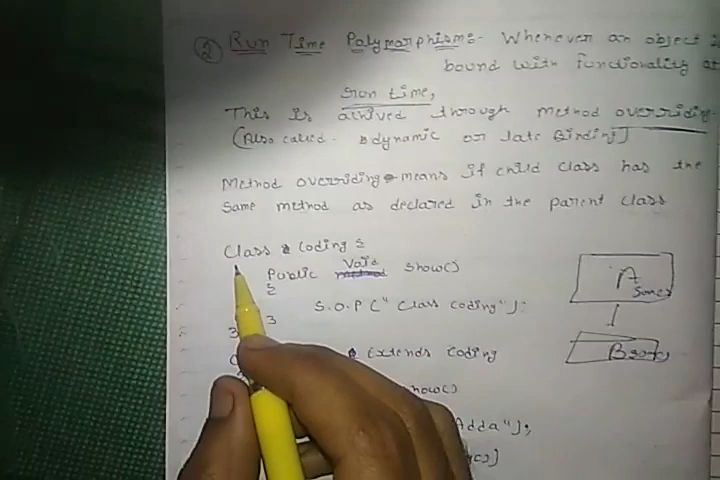 ② Run Time Polymorphism:- Whenever an object
bound with functionality at
run time,
This is achived through method overriding.
(Also called - dynamic or late Binding)
Method overriding - means if child class has the
same method as declared in the parent class
Class Coding {
Public Void show()
{
S.O.P ("Class Coding");
}
}
Extends Coding
how()
Adda");
A
B